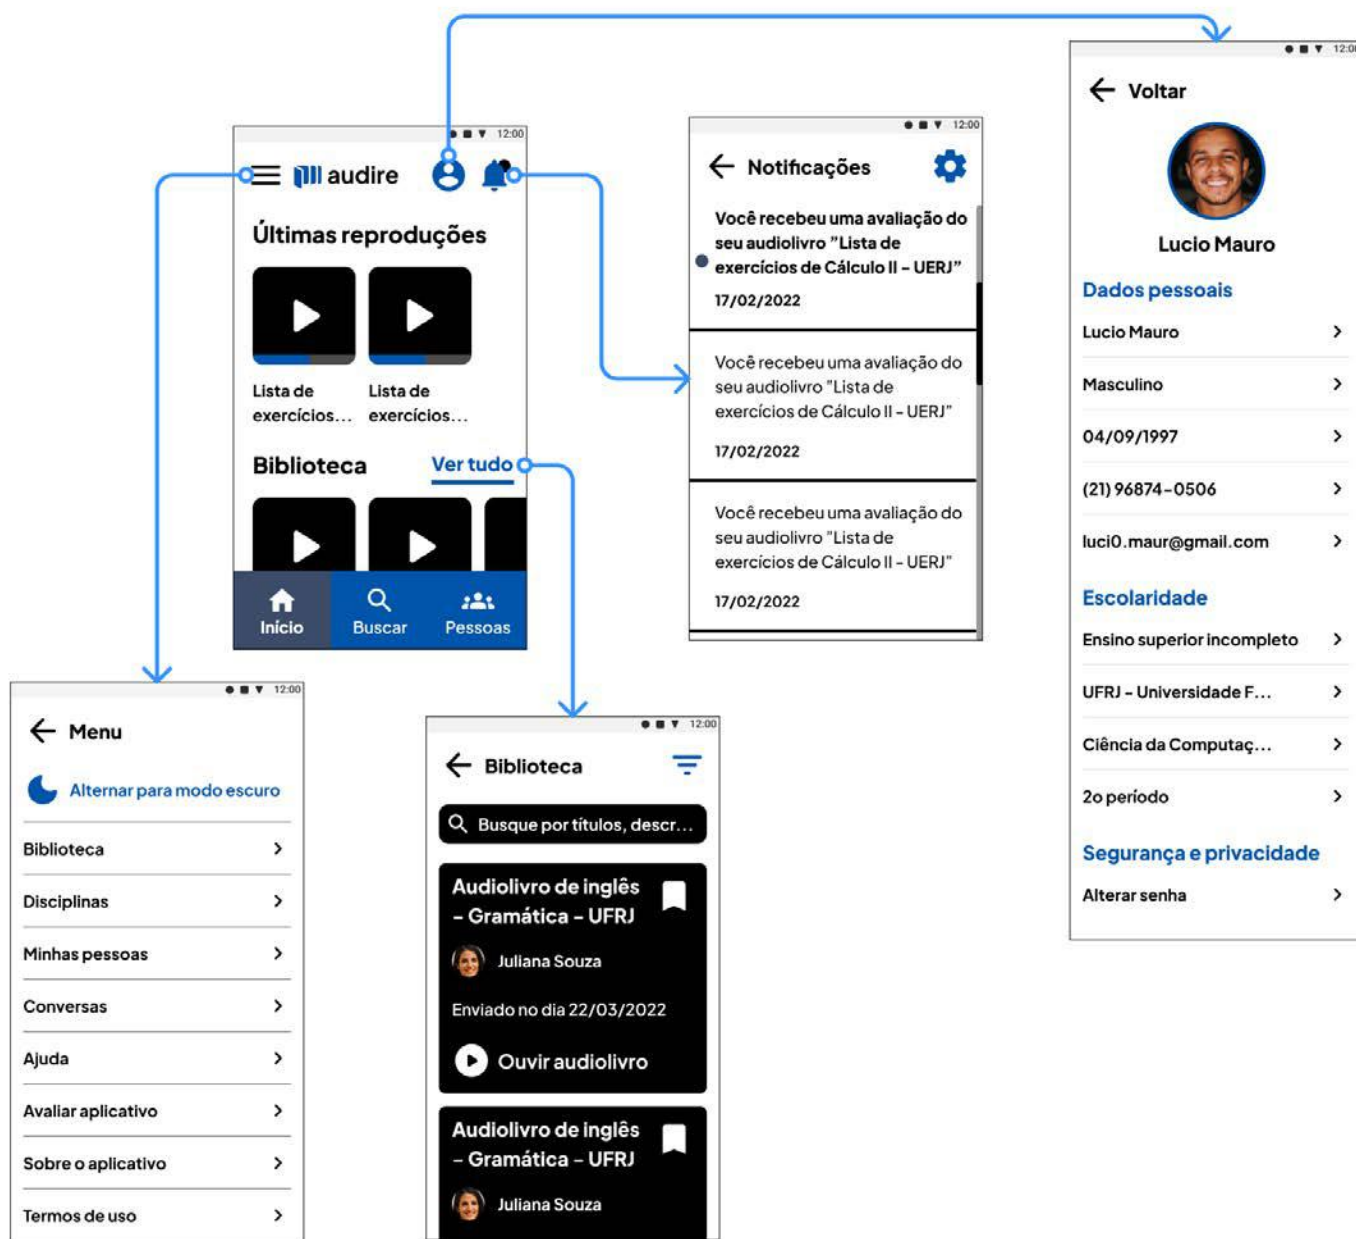 12:00
audire
Últimas reproduções
Lista de
exercícios...
Lista de
exercícios...
Biblioteca
Ver tudo
Início
Buscar
Pessoas
12:00
Notificações
Você recebeu uma avaliação do
seu audiolivro "Lista de
exercícios de Cálculo II - UERJ"
17/02/2022
Você recebeu uma avaliação do
seu audiolivro "Lista de
exercícios de Cálculo II - UERJ"
17/02/2022
Você recebeu uma avaliação do
seu audiolivro "Lista de
exercícios de Cálculo II - UERJ"
17/02/2022
12:00
Voltar
Lucio Mauro
Dados pessoais
Lucio Mauro
Masculino
04/09/1997
(21) 96874-0506
luci0.maur@gmail.com
Escolaridade
Ensino superior incompleto
UFRJ - Universidade F...
Ciência da Computaç...
2o período
Segurança e privacidade
Alterar senha
12:00
Menu
Alternar para modo escuro
Biblioteca
Disciplinas
Minhas pessoas
Conversas
Ajuda
Avaliar aplicativo
Sobre o aplicativo
Termos de uso
12:00
Biblioteca
Busque por títulos, descr...
Audiolivro de inglês
- Gramática - UFRJ
Juliana Souza
Enviado no dia 22/03/2022
Ouvir audiolivro
Audiolivro de inglês
- Gramática - UFRJ
Juliana Souza